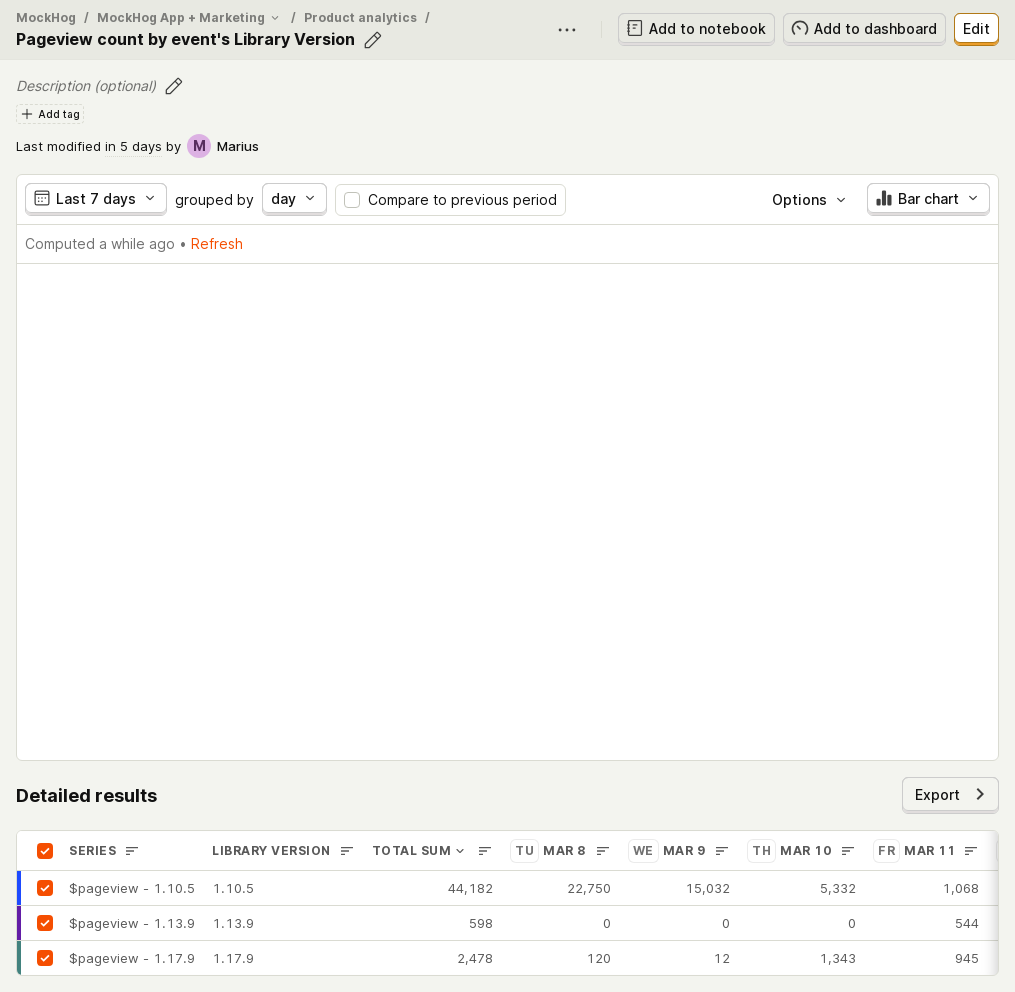 MockHog / MockHog App + Marketing / Product analytics /
Pageview count by event's Library Version
Add to notebook
Add to dashboard
Edit
Description (optional)
Add tag
Last modified in 5 days by M Marius
Last 7 days grouped by day Compare to previous period Options Bar chart
Computed a while ago • Refresh
Detailed results
Export
SERIES LIBRARY VERSION TOTAL SUM TU MAR 8 WE MAR 9 TH MAR 10 FR MAR 11
$pageview - 1.10.5 1.10.5 44,182 22,750 15,032 5,332 1,068
$pageview - 1.13.9 1.13.9 598 0 0 0 544
$pageview - 1.17.9 1.17.9 2,478 120 12 1,343 945